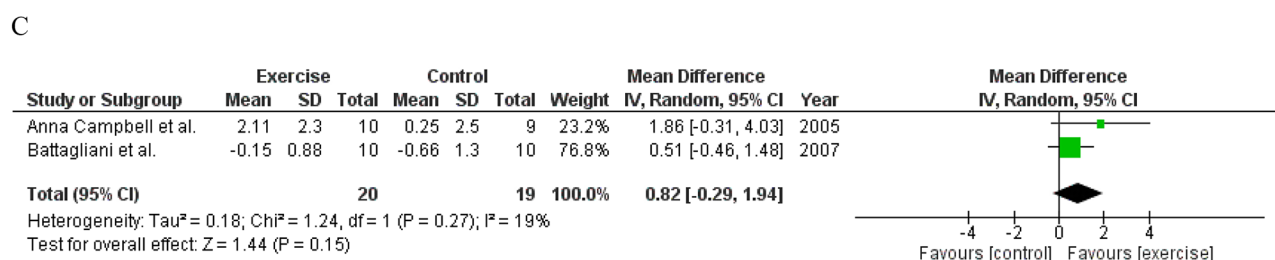 C
Exercise Control Mean Difference Mean Difference
Study or Subgroup Mean SD Total Mean SD Total Weight IV, Random, 95% CI Year IV, Random, 95% CI
Anna Campbell et al. 2.11 2.3 10 0.25 2.5 9 23.2% 1.86 [-0.31, 4.03] 2005
Battagliani et al. -0.15 0.88 10 -0.66 1.3 10 76.8% 0.51 [-0.46, 1.48] 2007
Total (95% CI) 20 19 100.0% 0.82 [-0.29, 1.94]
Heterogeneity: Tau² = 0.18; Chi² = 1.24, df = 1 (P = 0.27); I² = 19%
Test for overall effect: Z = 1.44 (P = 0.15)
-4 -2 0 2 4
Favours [control] Favours [exercise]